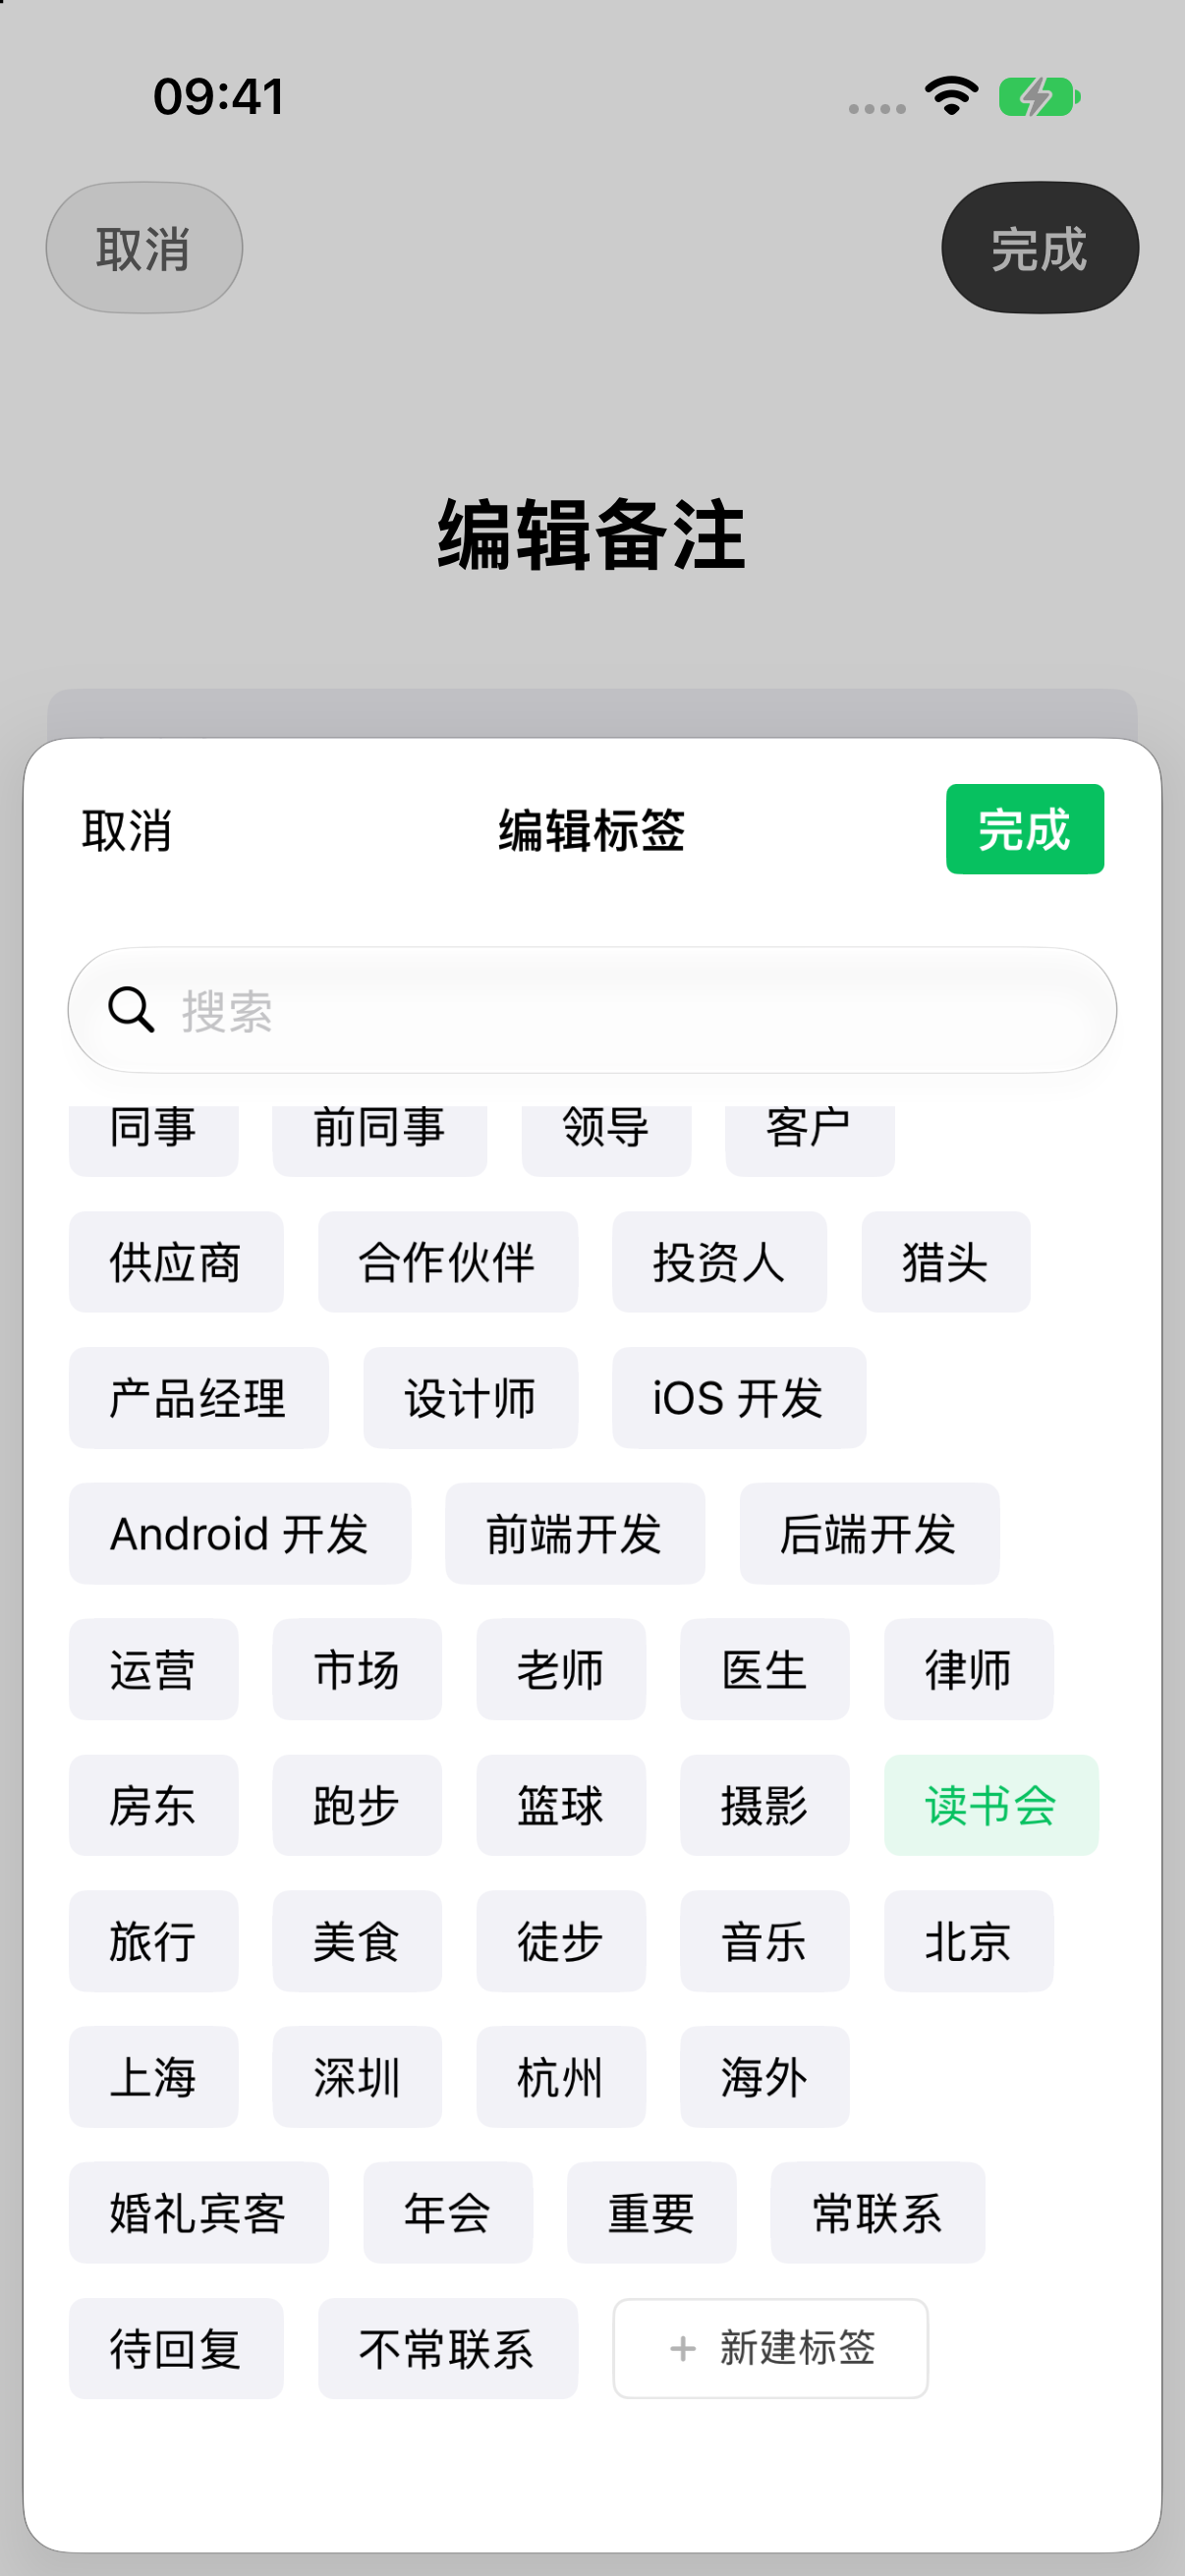 09:41
取消 完成
编辑备注
取消 编辑标签 完成
搜索
同事 前同事 领导 客户
供应商 合作伙伴 投资人 猎头
产品经理 设计师 iOS 开发
Android 开发 前端开发 后端开发
运营 市场 老师 医生 律师
房东 跑步 篮球 摄影 读书会
旅行 美食 徒步 音乐 北京
上海 深圳 杭州 海外
婚礼宾客 年会 重要 常联系
待回复 不常联系 + 新建标签